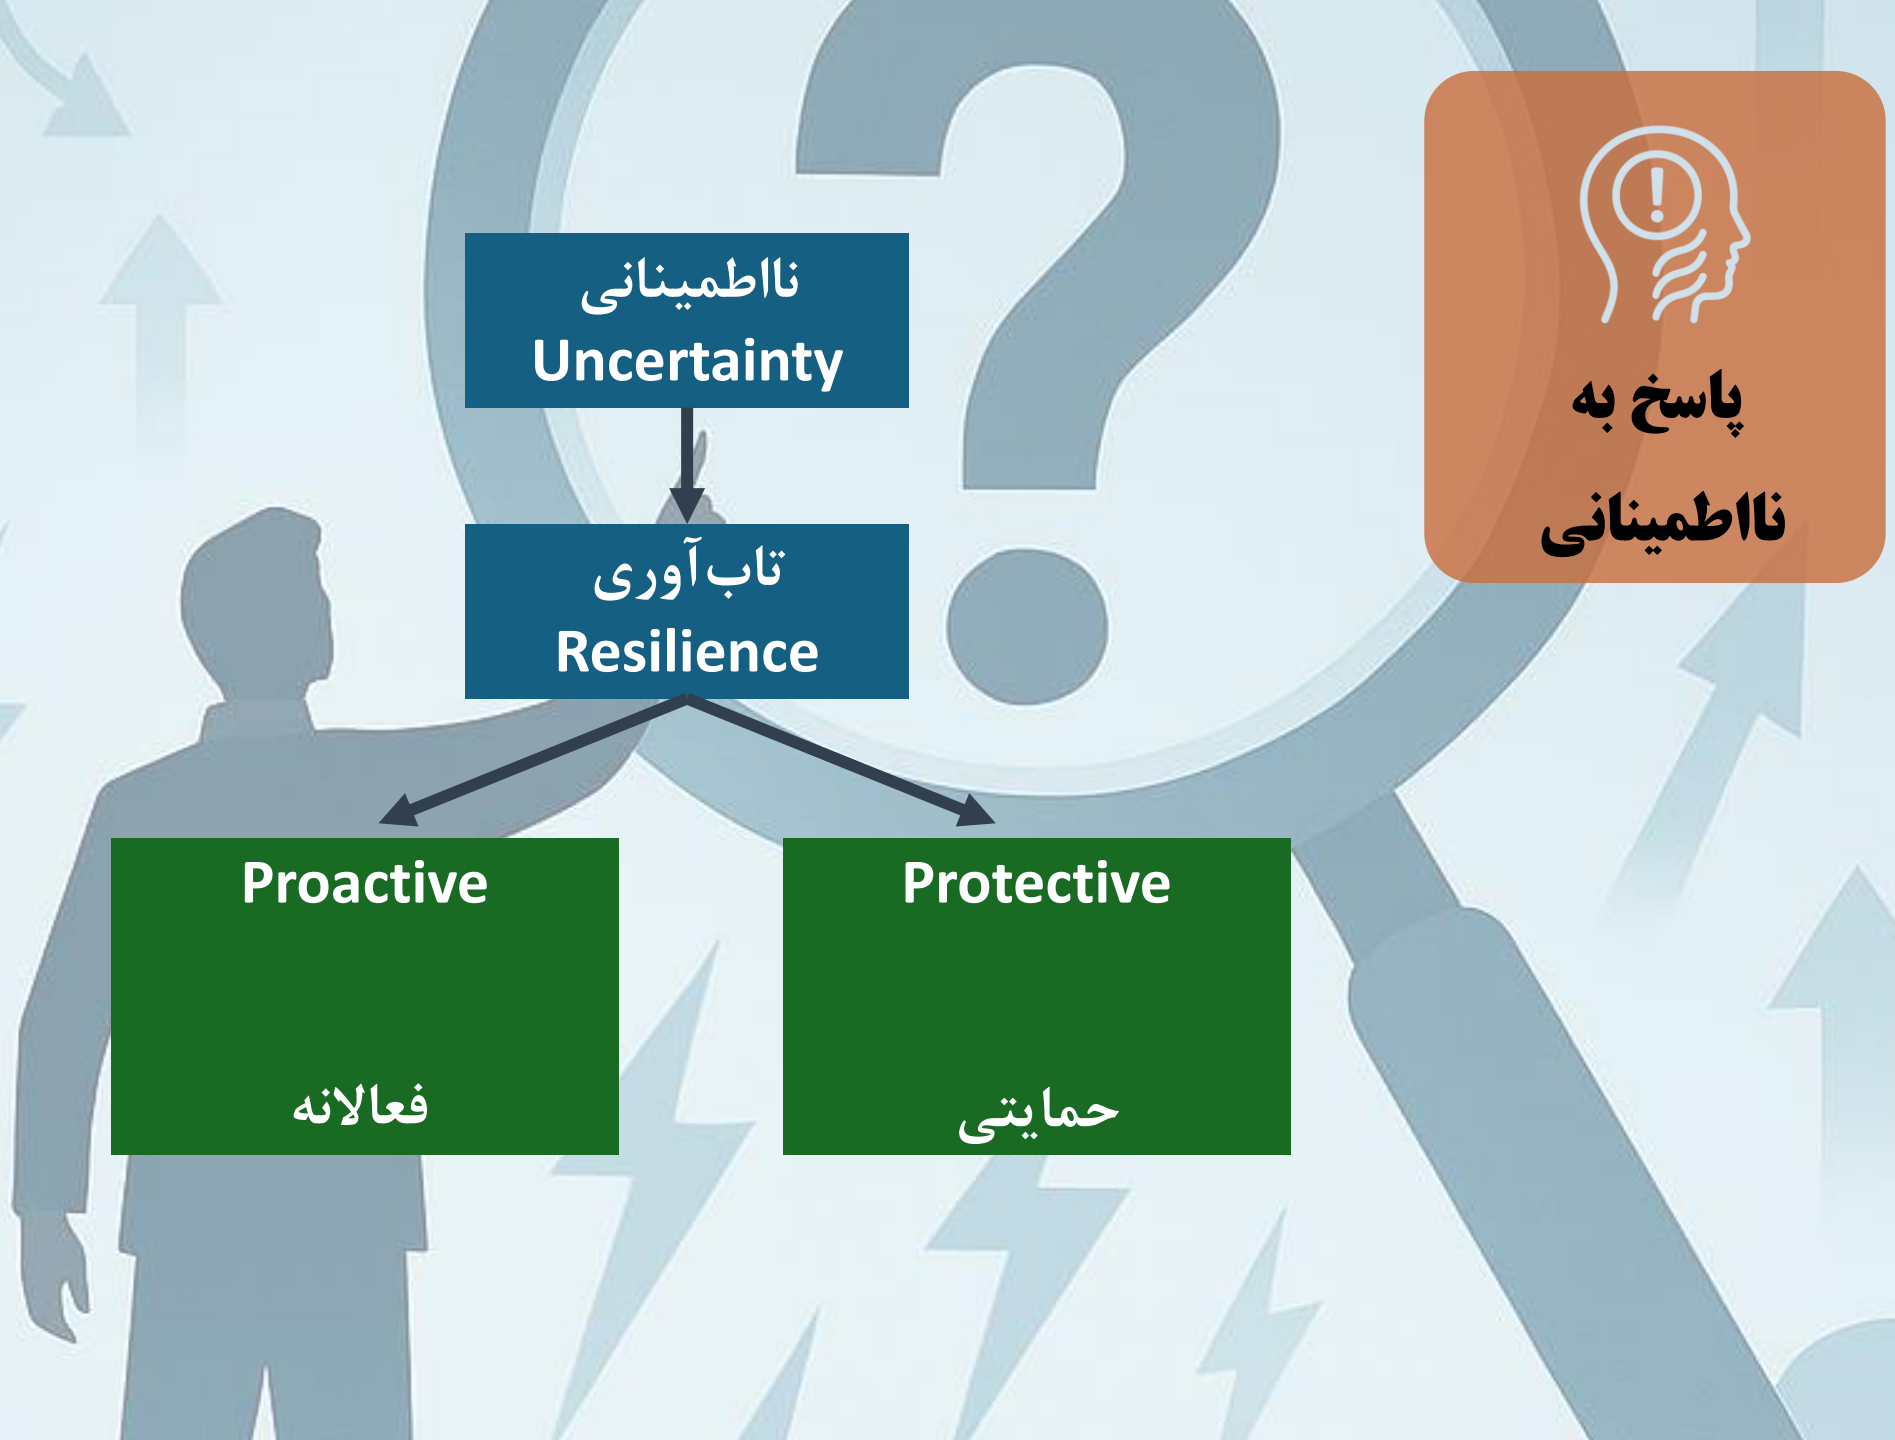 پاسخ به
نااطمینانی
نااطمینانی
Uncertainty
تاب‌آوری
Resilience
Proactive
فعالانه
Protective
حمایتی